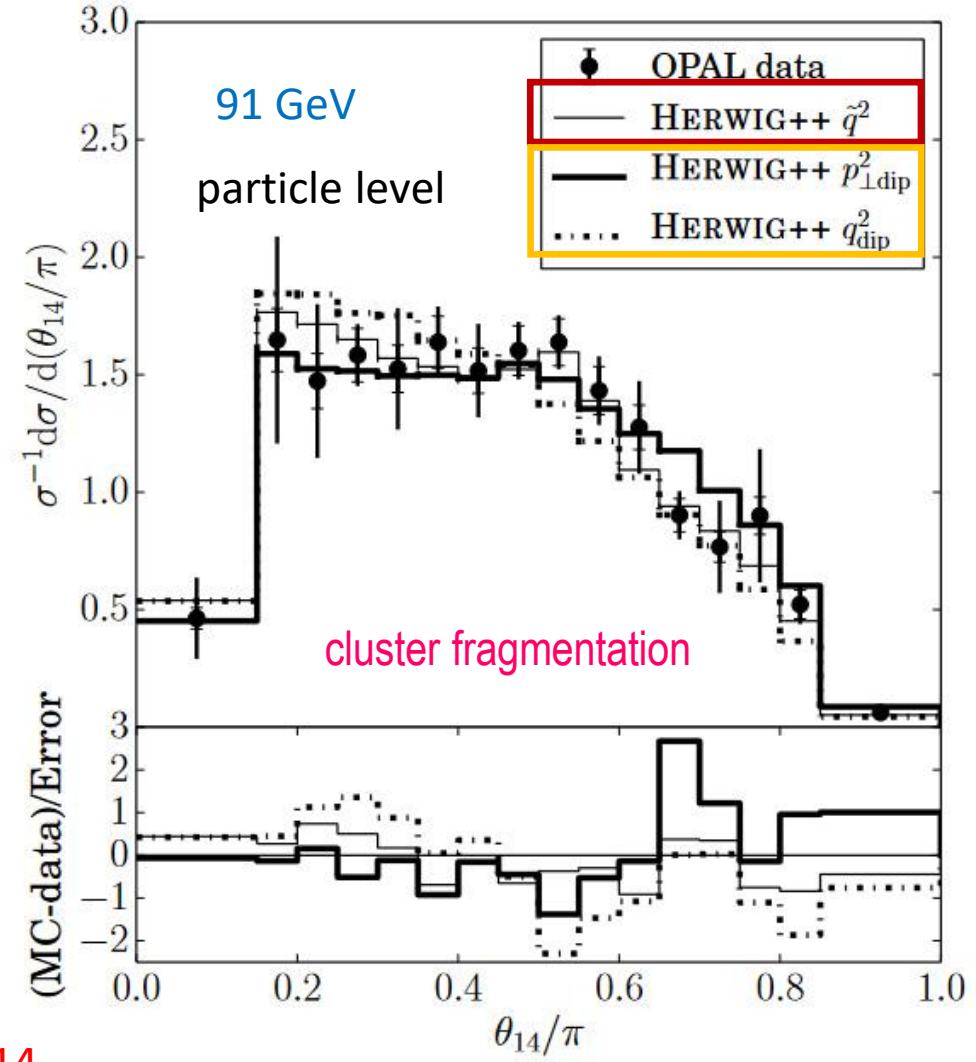 3.0
2.5
2.0
1.5
1.0
0.5
σ⁻¹dσ/d(θ₁₄/π)
91 GeV
particle level
OPAL data
HERWIG++ q̃²
HERWIG++ p²⊥dip
HERWIG++ q²dip
cluster fragmentation
3
2
1
0
−1
−2
(MC-data)/Error
0.0 0.2 0.4 0.6 0.8 1.0
θ₁₄/π